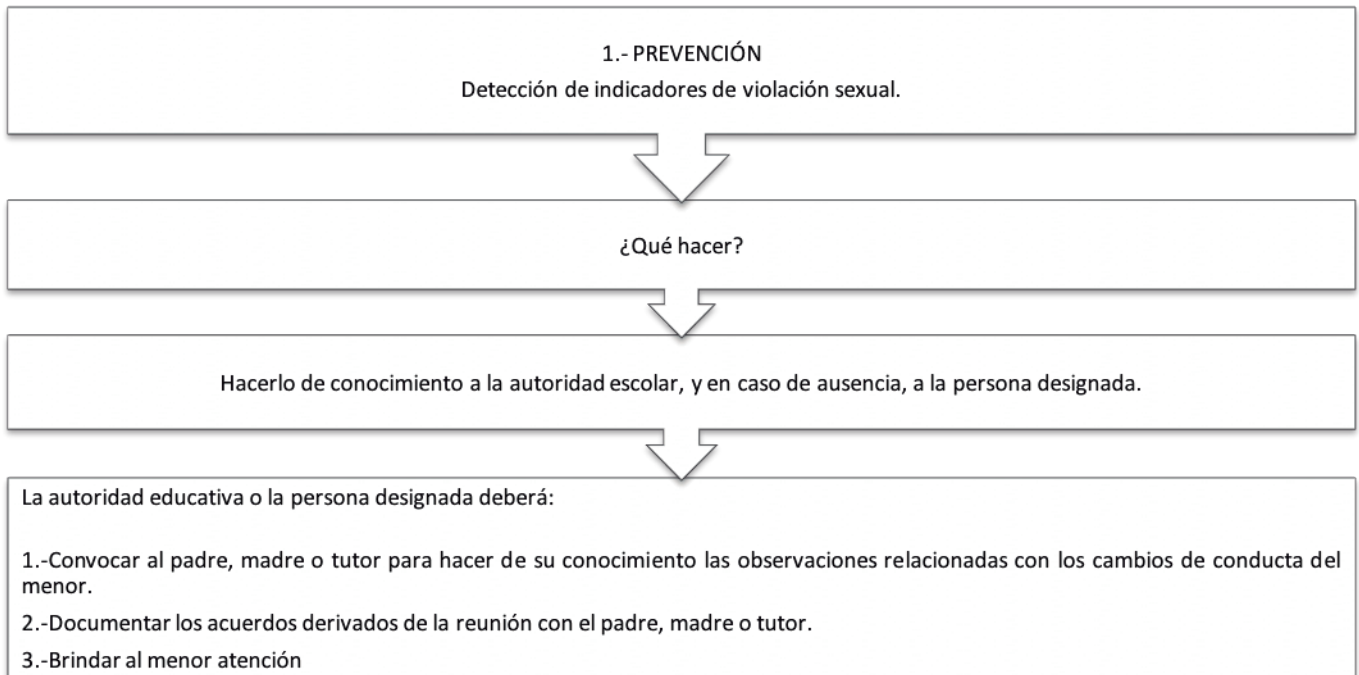 1.- PREVENCIÓN
Detección de indicadores de violación sexual.
¿Qué hacer?
Hacerlo de conocimiento a la autoridad escolar, y en caso de ausencia, a la persona designada.
La autoridad educativa o la persona designada deberá:
1.-Convocar al padre, madre o tutor para hacer de su conocimiento las observaciones relacionadas con los cambios de conducta del
menor.
2.-Documentar los acuerdos derivados de la reunión con el padre, madre o tutor.
3.-Brindar al menor atención